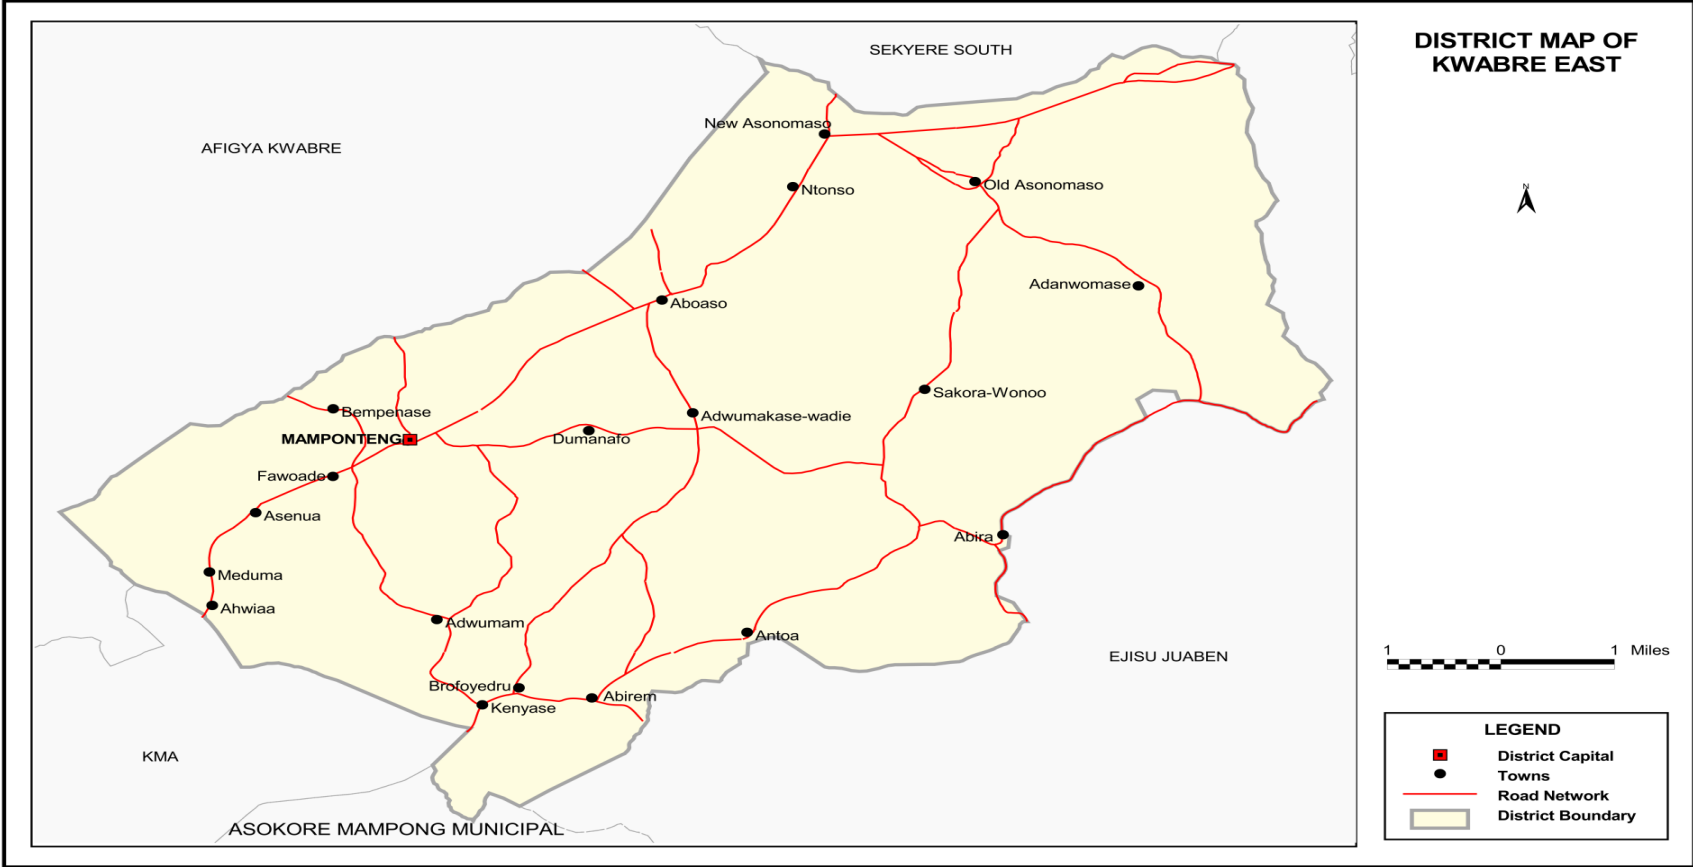 DISTRICT MAP OF
KWABRE EAST
SEKYERE SOUTH
AFIGYA KWABRE
New Asonomaso
Ntonso
Old Asonomaso
Adanwomase
Aboaso
Sakora-Wonoo
Bempenase
Adwumakase-wadie
MAMPONTENG
Dumanafo
Fawoade
Asenua
Abira
Meduma
Ahwiaa
Adwumam
Antoa
EJISU JUABEN
Brofoyedru
Abirem
Kenyase
KMA
ASOKORE MAMPONG MUNICIPAL
N
1 0 1 Miles
LEGEND
District Capital
Towns
Road Network
District Boundary